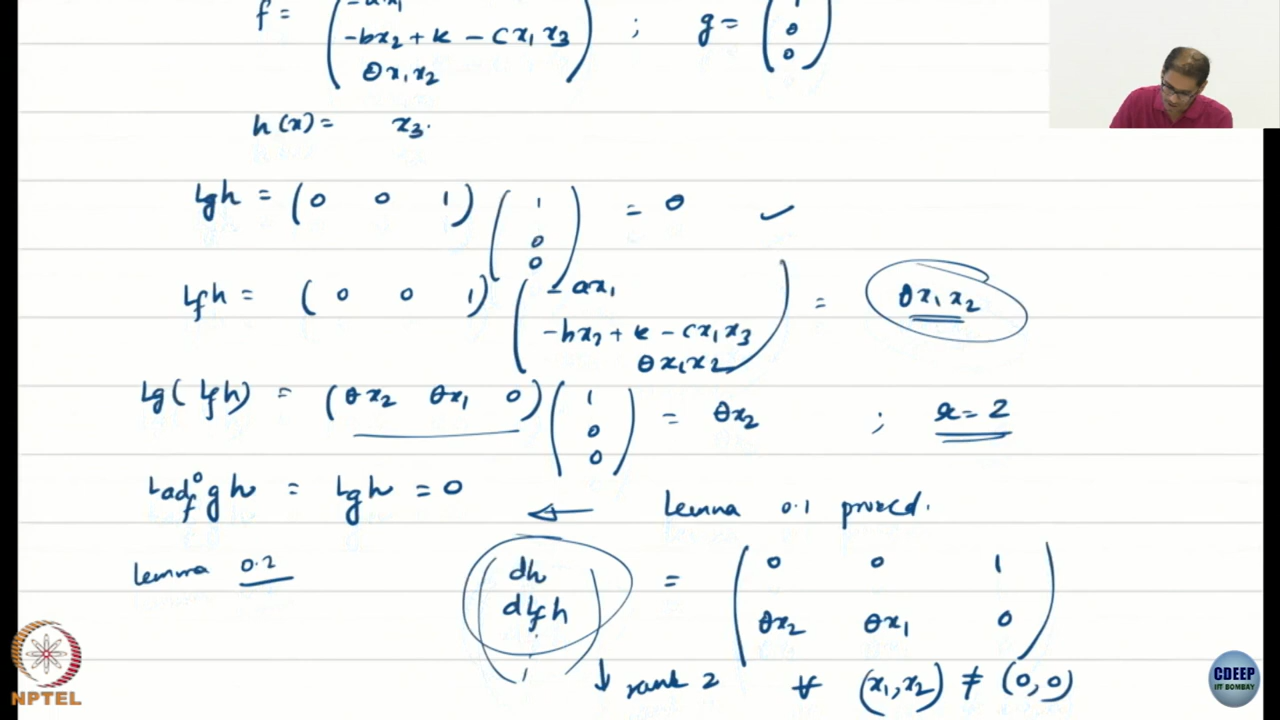 f = ( -ax₁ ; g = ( 1
-bx₂ + k - cx₁x₃ 0
θx₁x₂ ) 0 )
h(x) = x₃.
Lgh = ( 0 0 1 ) ( 1 0 0 ) = 0 ✓
Lfh = ( 0 0 1 ) ( -ax₁ -bx₂ + k - cx₁x₃ θx₁x₂ ) = θx₁x₂
Lg(Lfh) = ( θx₂ θx₁ 0 ) ( 1 0 0 ) = θx₂ ; r = 2
L ad⁰f g h = Lgh = 0 ← Lemma 0.1 proved.
Lemma 0.2 ( dh dLfh ⋮ ) = ( 0 0 1 θx₂ θx₁ 0 )
↓ rank 2 ∀ (x₁, x₂) ≠ (0, 0)
NPTEL
CDEEP
IIT BOMBAY